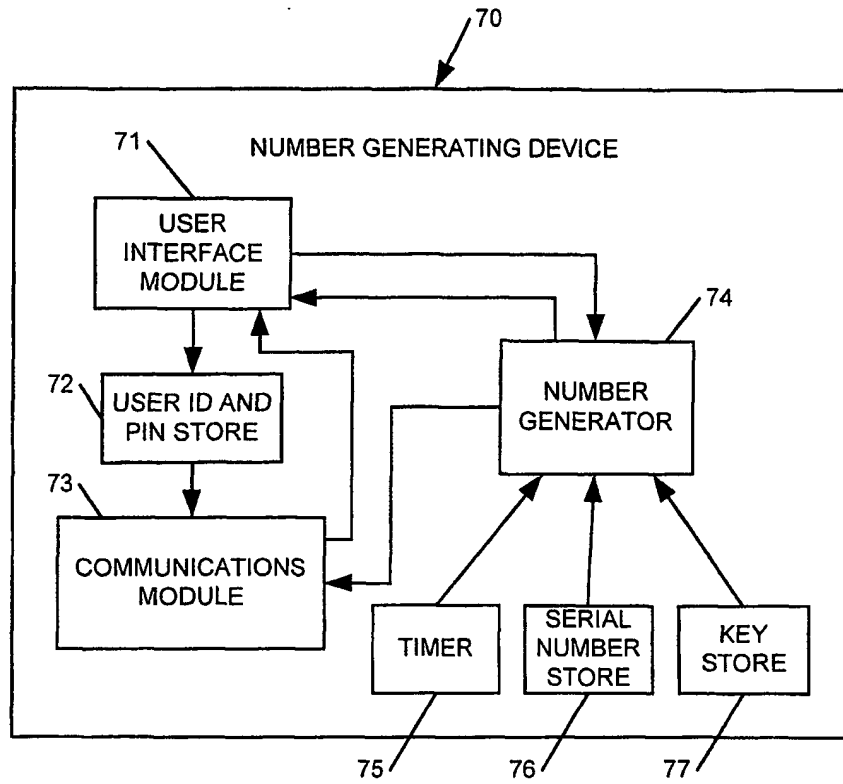 70
NUMBER GENERATING DEVICE
71
USER
INTERFACE
MODULE
74
NUMBER
GENERATOR
72
USER ID AND
PIN STORE
73
COMMUNICATIONS
MODULE
TIMER
SERIAL
NUMBER
STORE
KEY
STORE
75
76
77